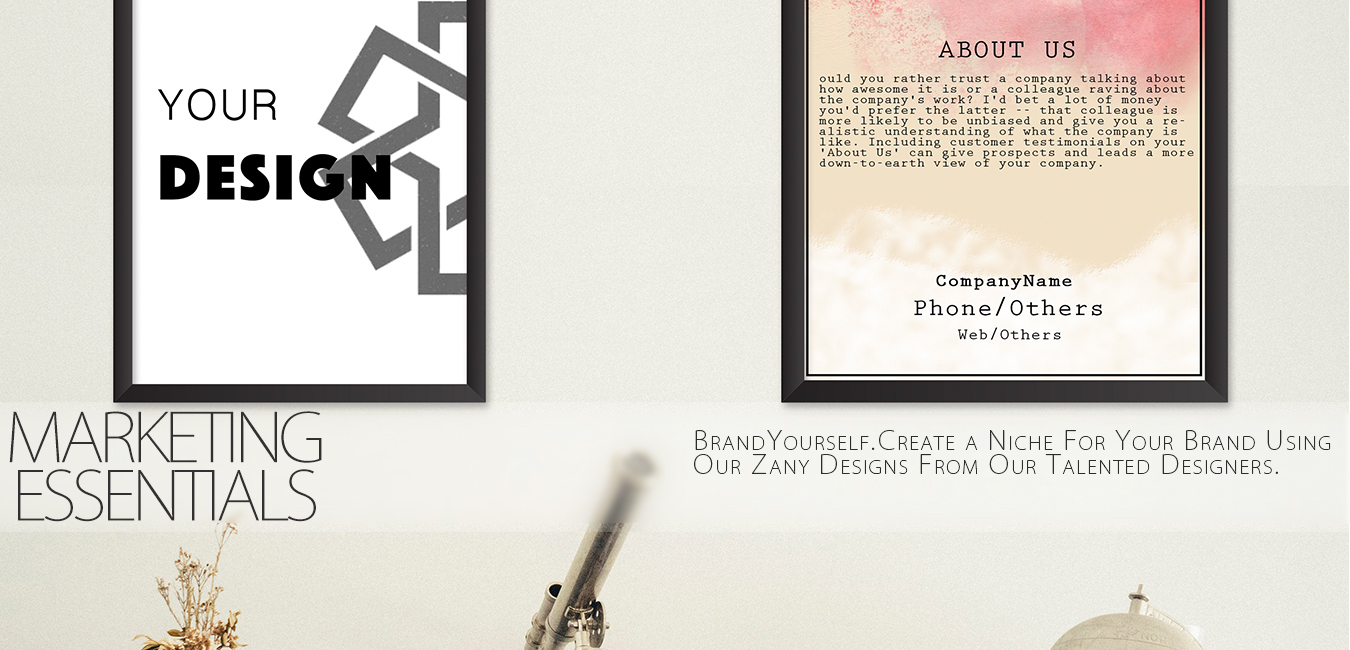 YOUR
DESIGN
ABOUT US
ould you rather trust a company talking about
how awesome it is or a colleague raving about
the company's work? I'd bet a lot of money
you'd prefer the latter -- that colleague is
more likely to be unbiased and give you a re-
alistic understanding of what the company is
like. Including customer testimonials on your
'About Us' can give prospects and leads a more
down-to-earth view of your company.
CompanyName
Phone/Others
Web/Others
MARKETING
ESSENTIALS
BrandYourself.Create a Niche For Your Brand Using
Our Zany Designs From Our Talented Designers.